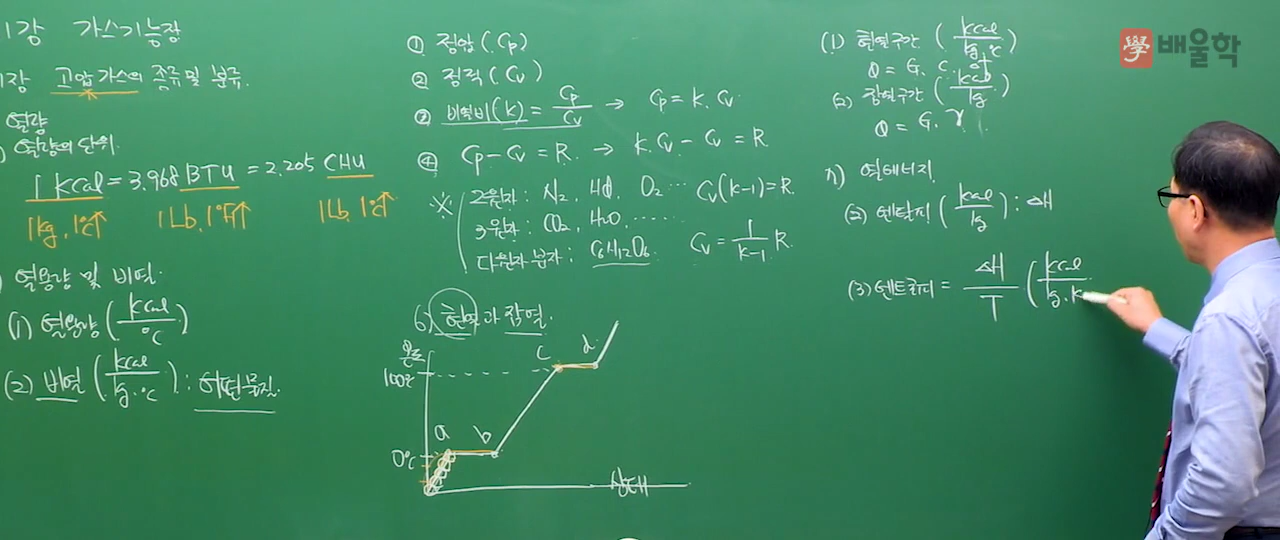 1강 가스기능장
1장 고압가스의 종류 및 분류.
열량
) 열량의 단위.
1 kcal = 3.968 BTU = 2.205 CHU
1kg, 1℃↑ 1Lb, 1℉↑ 1Lb, 1℃↑
) 열용량 및 비열.
(1) 열용량 (kcal/℃)
(2) 비열 (kcal/kg·℃) : 어떤 물질.
① 정압 (Cp)
② 정적 (Cv)
③ 비열비(k) = Cp/Cv → Cp = k·Cv
④ Cp - Cv = R. → k·Cv - Cv = R
※ 2원자 : N2, O2 ··· Cv(k-1) = R.
3원자 : CO2, H2O, ······
다원자 분자 : C6H12O6 Cv = 1/k-1 R.
6) 현열과 잠열.
온도
100℃
c d
a b
0℃
상태
(1) 현열구간 (kcal/kg·℃)
Q = G. C. Δt
(2) 잠열구간 (kcal/kg)
Q = G. γ
7) 열에너지.
(2) 엔탈피 (kcal/kg) : ΔH
(3) 엔트로피 = ΔH/T (kcal/kg·K
學 배울학